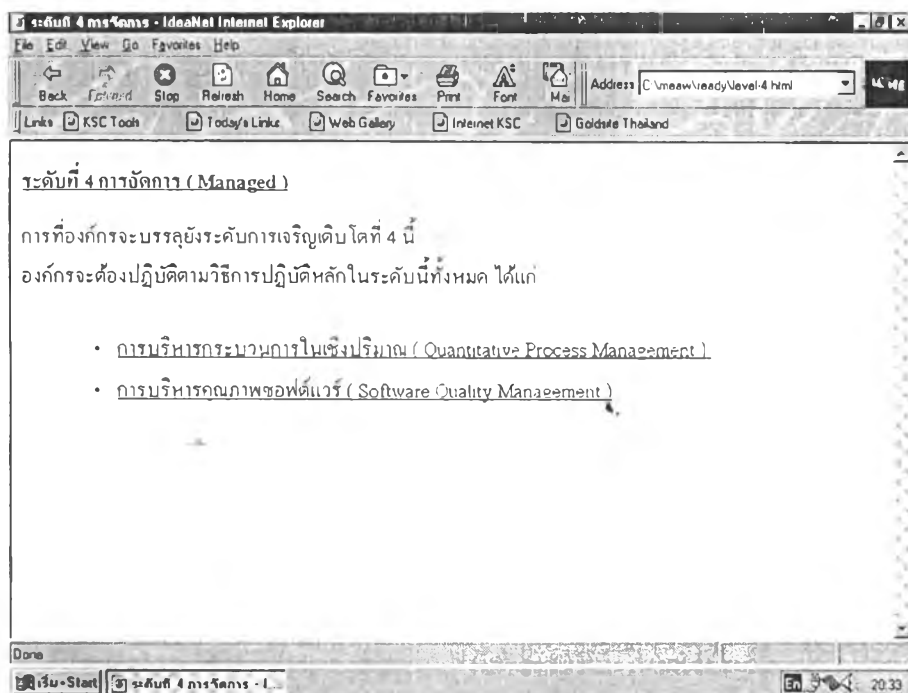 ระดับที่ 4 การจัดการ - IdeaNet Internet Explorer
File Edit View Go Favorites Help
Back Forward Stop Refresh Home Search Favorites Print Font Mai Address C:\meaw\ready\level-4.html
Links KSC Tools Today's Links Web Gallery Internet KSC Goldsite Thailand
ระดับที่ 4 การจัดการ ( Managed )
การที่องค์กรจะบรรลุยังระดับการเจริญเติบโตที่ 4 นี้
องค์กรจะต้องปฏิบัติตามวิธีการปฏิบัติหลักในระดับนี้ทั้งหมด ได้แก่
• การบริหารกระบวนการในเชิงปริมาณ ( Quantitative Process Management )
• การบริหารคุณภาพซอฟต์แวร์ ( Software Quality Management )
Done
เริ่ม-Start ระดับที่ 4 การจัดการ - I... En 20:33